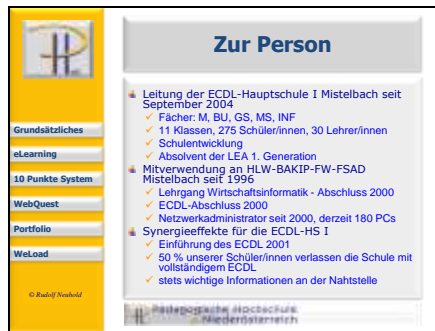 Zur Person
Grundsätzliches
eLearning
10 Punkte System
WebQuest
Portfolio
WeLoad
© Rudolf Neuhold
Leitung der ECDL-Hauptschule I Mistelbach seit
September 2004
Fächer: M, BU, GS, MS, INF
11 Klassen, 275 Schüler/innen, 30 Lehrer/innen
Schulentwicklung
Absolvent der LEA 1. Generation
Mitverwendung an HLW-BAKIP-FW-FSAD
Mistelbach seit 1996
Lehrgang Wirtschaftsinformatik - Abschluss 2000
ECDL-Abschluss 2000
Netzwerkadministrator seit 2000, derzeit 180 PCs
Synergieeffekte für die ECDL-HS I
Einführung des ECDL 2001
50 % unserer Schüler/innen verlassen die Schule mit
vollständigem ECDL
stets wichtige Informationen an der Nahtstelle
Pädagogische Hochschule
Niederösterreich